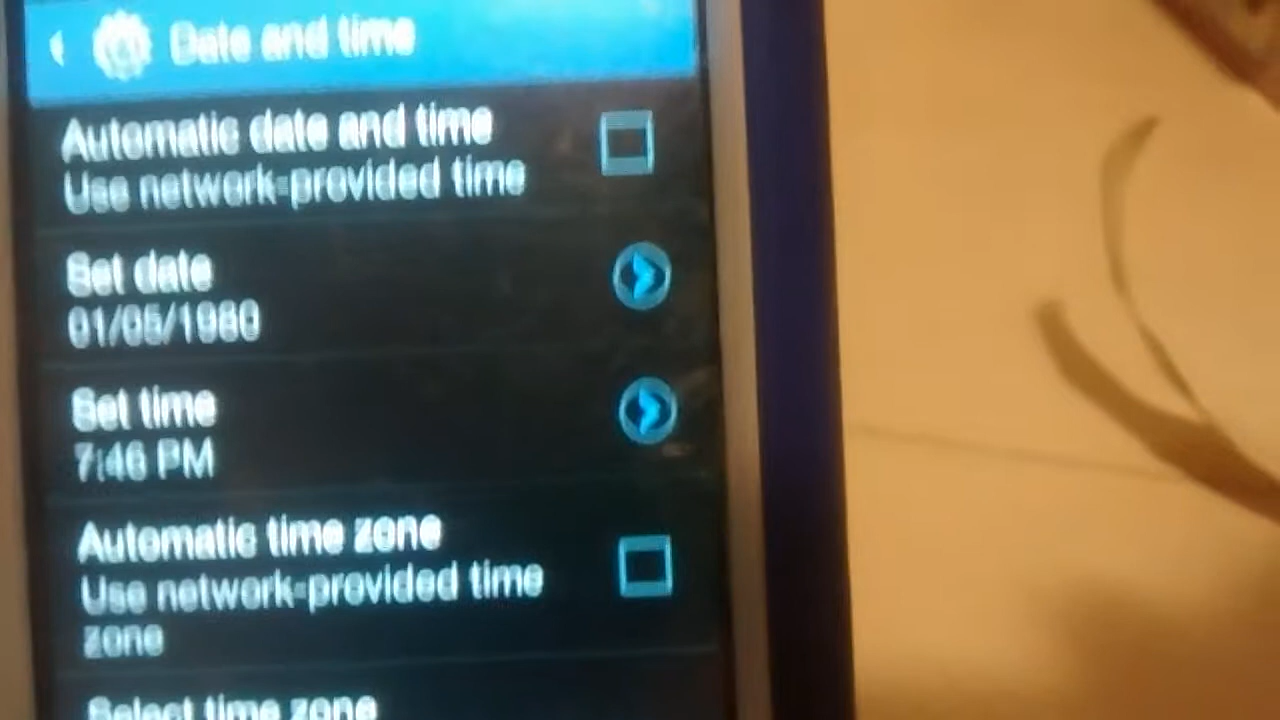 Date and time
Automatic date and time
Use network-provided time
Set date
01/05/1980
Set time
7:46 PM
Automatic time zone
Use network-provided time
zone
Select time zone